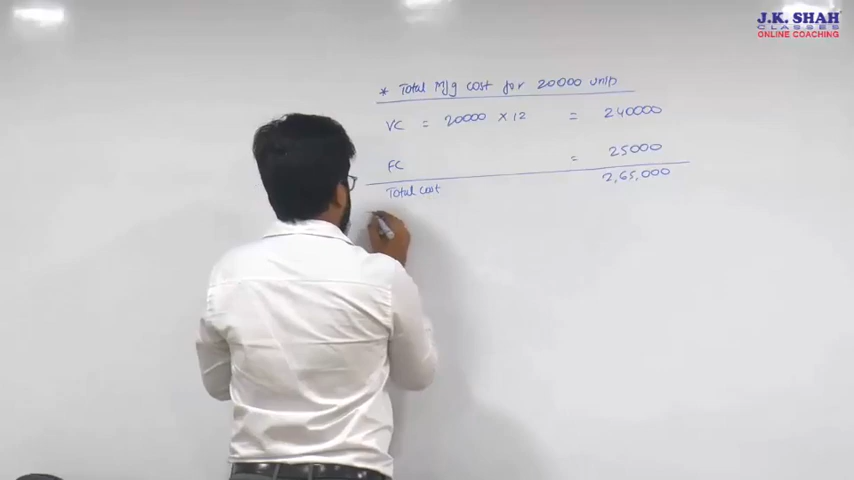 J.K. SHAH
CLASSES
ONLINE COACHING
* Total Mfg cost for 20000 units
VC = 20000 × 12 = 240000
FC = 25000
Total cost 2,65,000